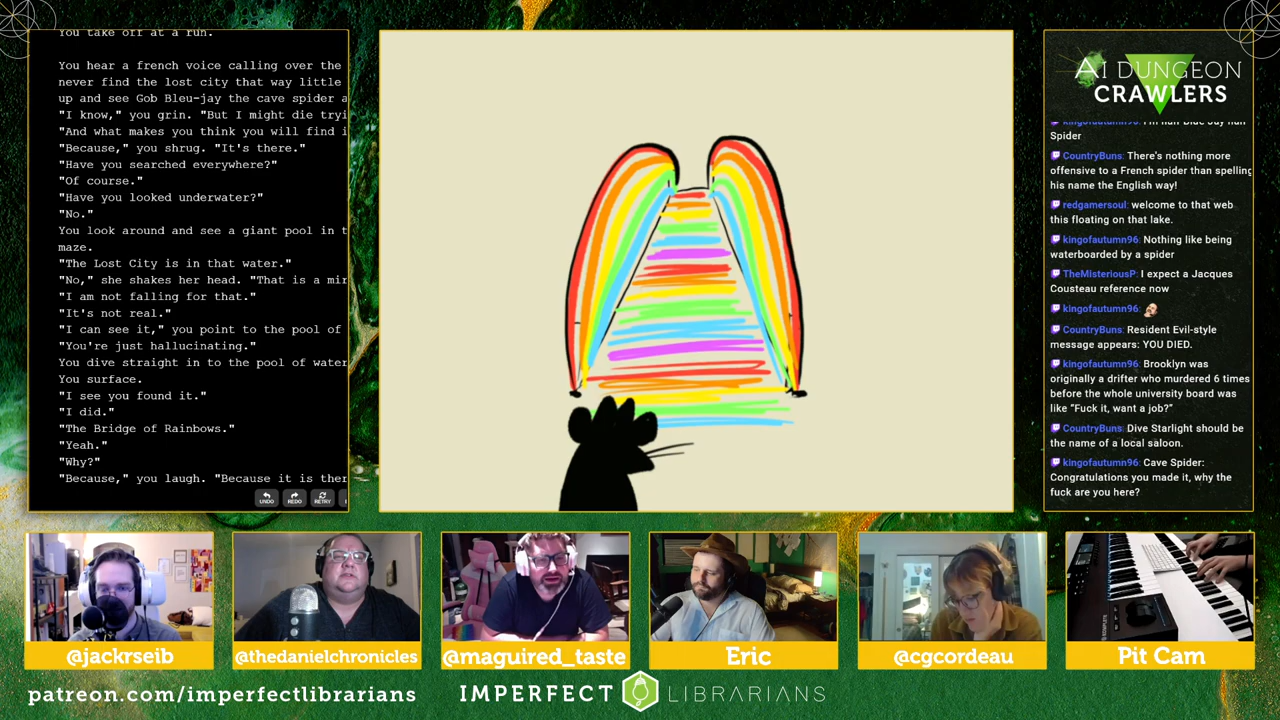 You take off at a run.
You hear a french voice calling over the
never find the lost city that way little
up and see Gob Bleu-jay the cave spider a
"I know," you grin. "But I might die tryi
"And what makes you think you will find i
"Because," you shrug. "It's there."
"Have you searched everywhere?"
"Of course."
"Have you looked underwater?"
"No."
You look around and see a giant pool in t
maze.
"The Lost City is in that water."
"No," she shakes her head. "That is a mir
"I am not falling for that."
"It's not real."
"I can see it," you point to the pool of
"You're just hallucinating."
You dive straight in to the pool of water
You surface.
"I see you found it."
"I did."
"The Bridge of Rainbows."
"Yeah."
"Why?"
"Because," you laugh. "Because it is ther
UNDO
REDO
RETRY
AI DUNGEON
CRAWLERS
kingofautumn96: I'm half Blue Jay half
Spider
CountryBuns: There's nothing more
offensive to a French spider than spelling
his name the English way!
redgamersoul: welcome to that web
this floating on that lake.
kingofautumn96: Nothing like being
waterboarded by a spider
TheMisteriousP: I expect a Jacques
Cousteau reference now
kingofautumn96:
CountryBuns: Resident Evil-style
message appears: YOU DIED.
kingofautumn96: Brooklyn was
originally a drifter who murdered 6 times
before the whole university board was
like "Fuck it, want a job?"
CountryBuns: Dive Starlight should be
the name of a local saloon.
kingofautumn96: Cave Spider:
Congratulations you made it, why the
fuck are you here?
@jackrseib
@thedanielchronicles
@maguired_taste
Eric
@cgcordeau
Pit Cam
patreon.com/imperfectlibrarians
IMPERFECT LIBRARIANS